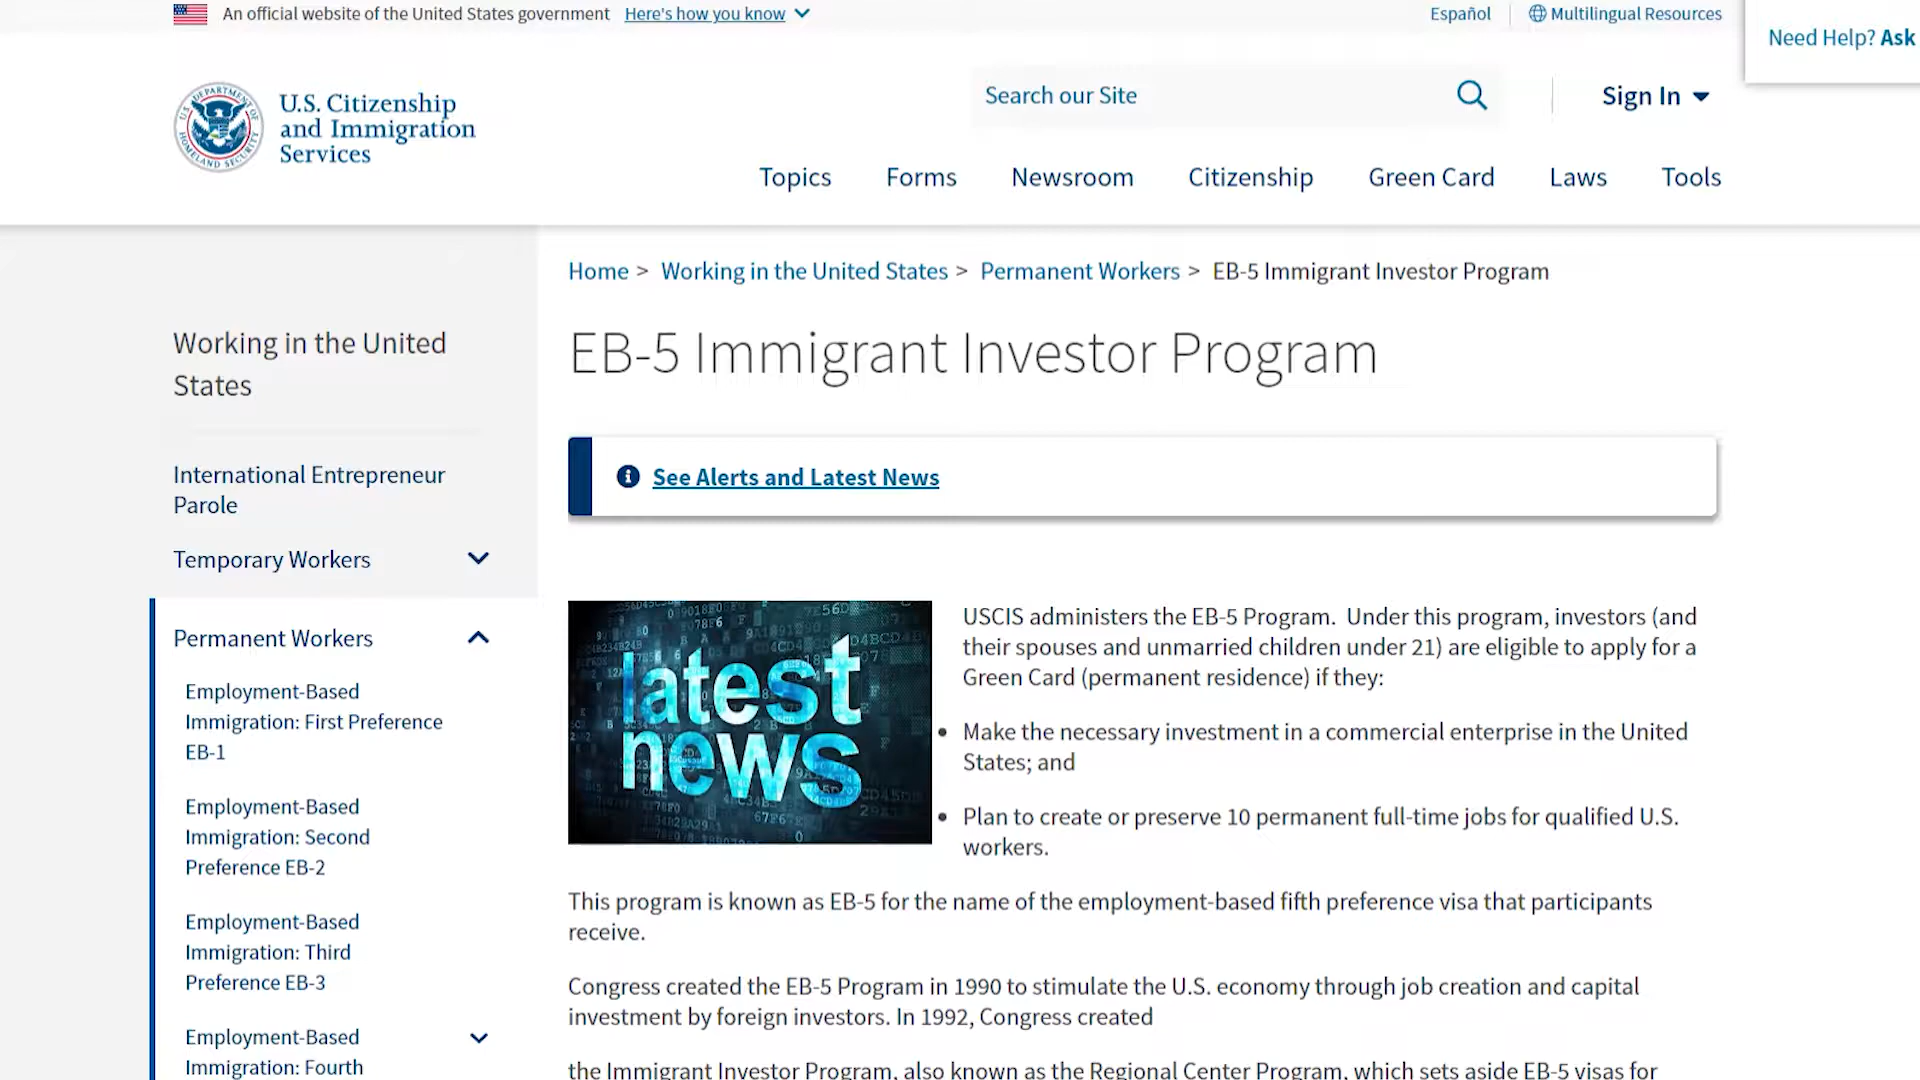 An official website of the United States government Here's how you know
Español
Multilingual Resources
Need Help? Ask
U.S. Citizenship
and Immigration
Services
U.S. DEPARTMENT OF
HOMELAND SECURITY
Search our Site
Sign In
Topics Forms Newsroom Citizenship Green Card Laws Tools
Home > Working in the United States > Permanent Workers > EB-5 Immigrant Investor Program
Working in the United
States
International Entrepreneur
Parole
Temporary Workers
Permanent Workers
Employment-Based
Immigration: First Preference
EB-1
Employment-Based
Immigration: Second
Preference EB-2
Employment-Based
Immigration: Third
Preference EB-3
Employment-Based
Immigration: Fourth
EB-5 Immigrant Investor Program
See Alerts and Latest News
latest
news
USCIS administers the EB-5 Program. Under this program, investors (and
their spouses and unmarried children under 21) are eligible to apply for a
Green Card (permanent residence) if they:
• Make the necessary investment in a commercial enterprise in the United
States; and
• Plan to create or preserve 10 permanent full-time jobs for qualified U.S.
workers.
This program is known as EB-5 for the name of the employment-based fifth preference visa that participants
receive.
Congress created the EB-5 Program in 1990 to stimulate the U.S. economy through job creation and capital
investment by foreign investors. In 1992, Congress created
the Immigrant Investor Program, also known as the Regional Center Program, which sets aside EB-5 visas for